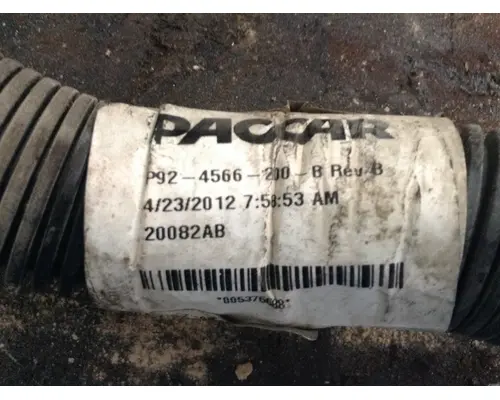 PACCAR
P92-4566-200-B Rev B
4/23/2012 7:58:53 AM
20082AB